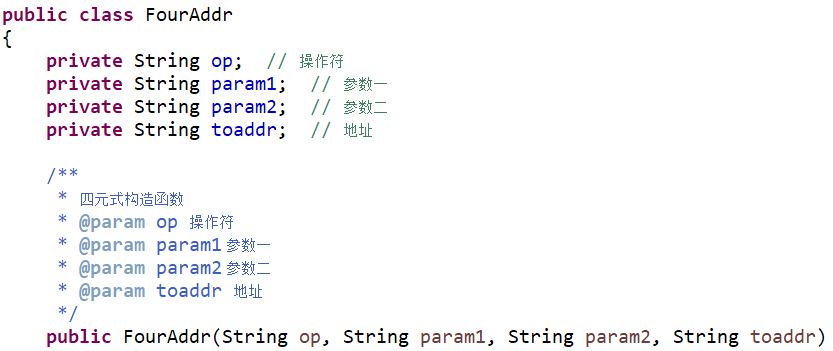 public class FourAddr
{
    private String op;  // 操作符
    private String param1;  // 参数一
    private String param2;  // 参数二
    private String toaddr;  // 地址
    /**
     * 四元式构造函数
     * @param op 操作符
     * @param param1 参数一
     * @param param2 参数二
     * @param toaddr 地址
     */
    public FourAddr(String op, String param1, String param2, String toaddr)